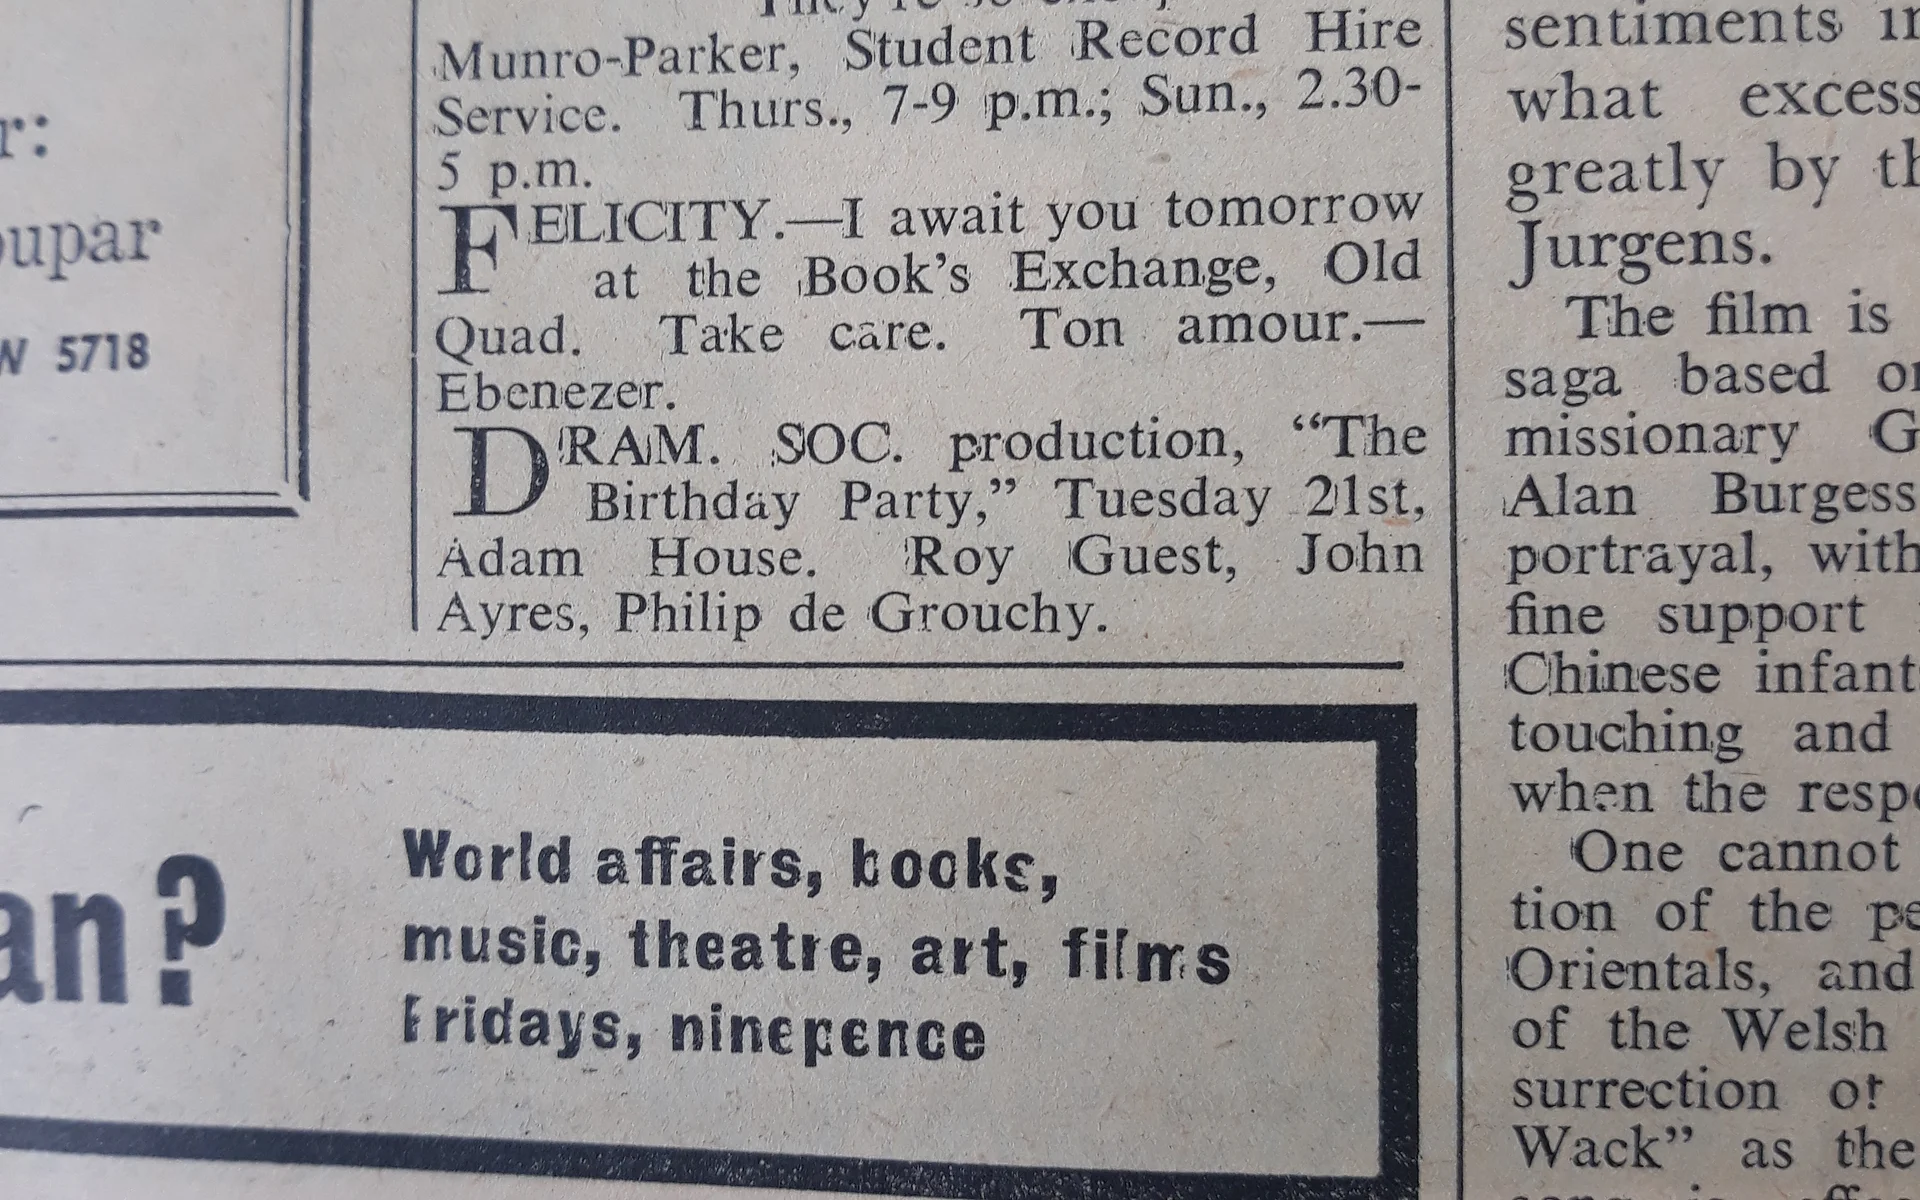 5718
Munro-Parker, Student Record Hire
Service. Thurs., 7-9 p.m.; Sun., 2.30-
5 p.m.
FELICITY.—I await you tomorrow
at the Book's Exchange, Old
Quad. Take care. Ton amour.—
Ebenezer.
DRAM. SOC. production, “The
Birthday Party,” Tuesday 21st,
Adam House. Roy Guest, John
Ayres, Philip de Grouchy.
World affairs, books,
music, theatre, art, films
Fridays, ninepence
sentiments
what
greatly by
Jurgens.
The film is
saga based
missionary
Alan Burgess
portrayal, with
fine support
Chinese
touching and
when the
One cannot
tion of the
Orientals, and
of the Welsh
surrection of
Wack” as the